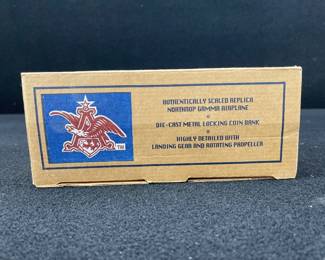 AUTHENTICALLY SCALED REPLICA
NORTHROP GAMMA AIRPLANE
•
DIE-CAST METAL LOCKING COIN BANK
•
HIGHLY DETAILED WITH
LANDING GEAR AND ROTATING PROPELLER
TM